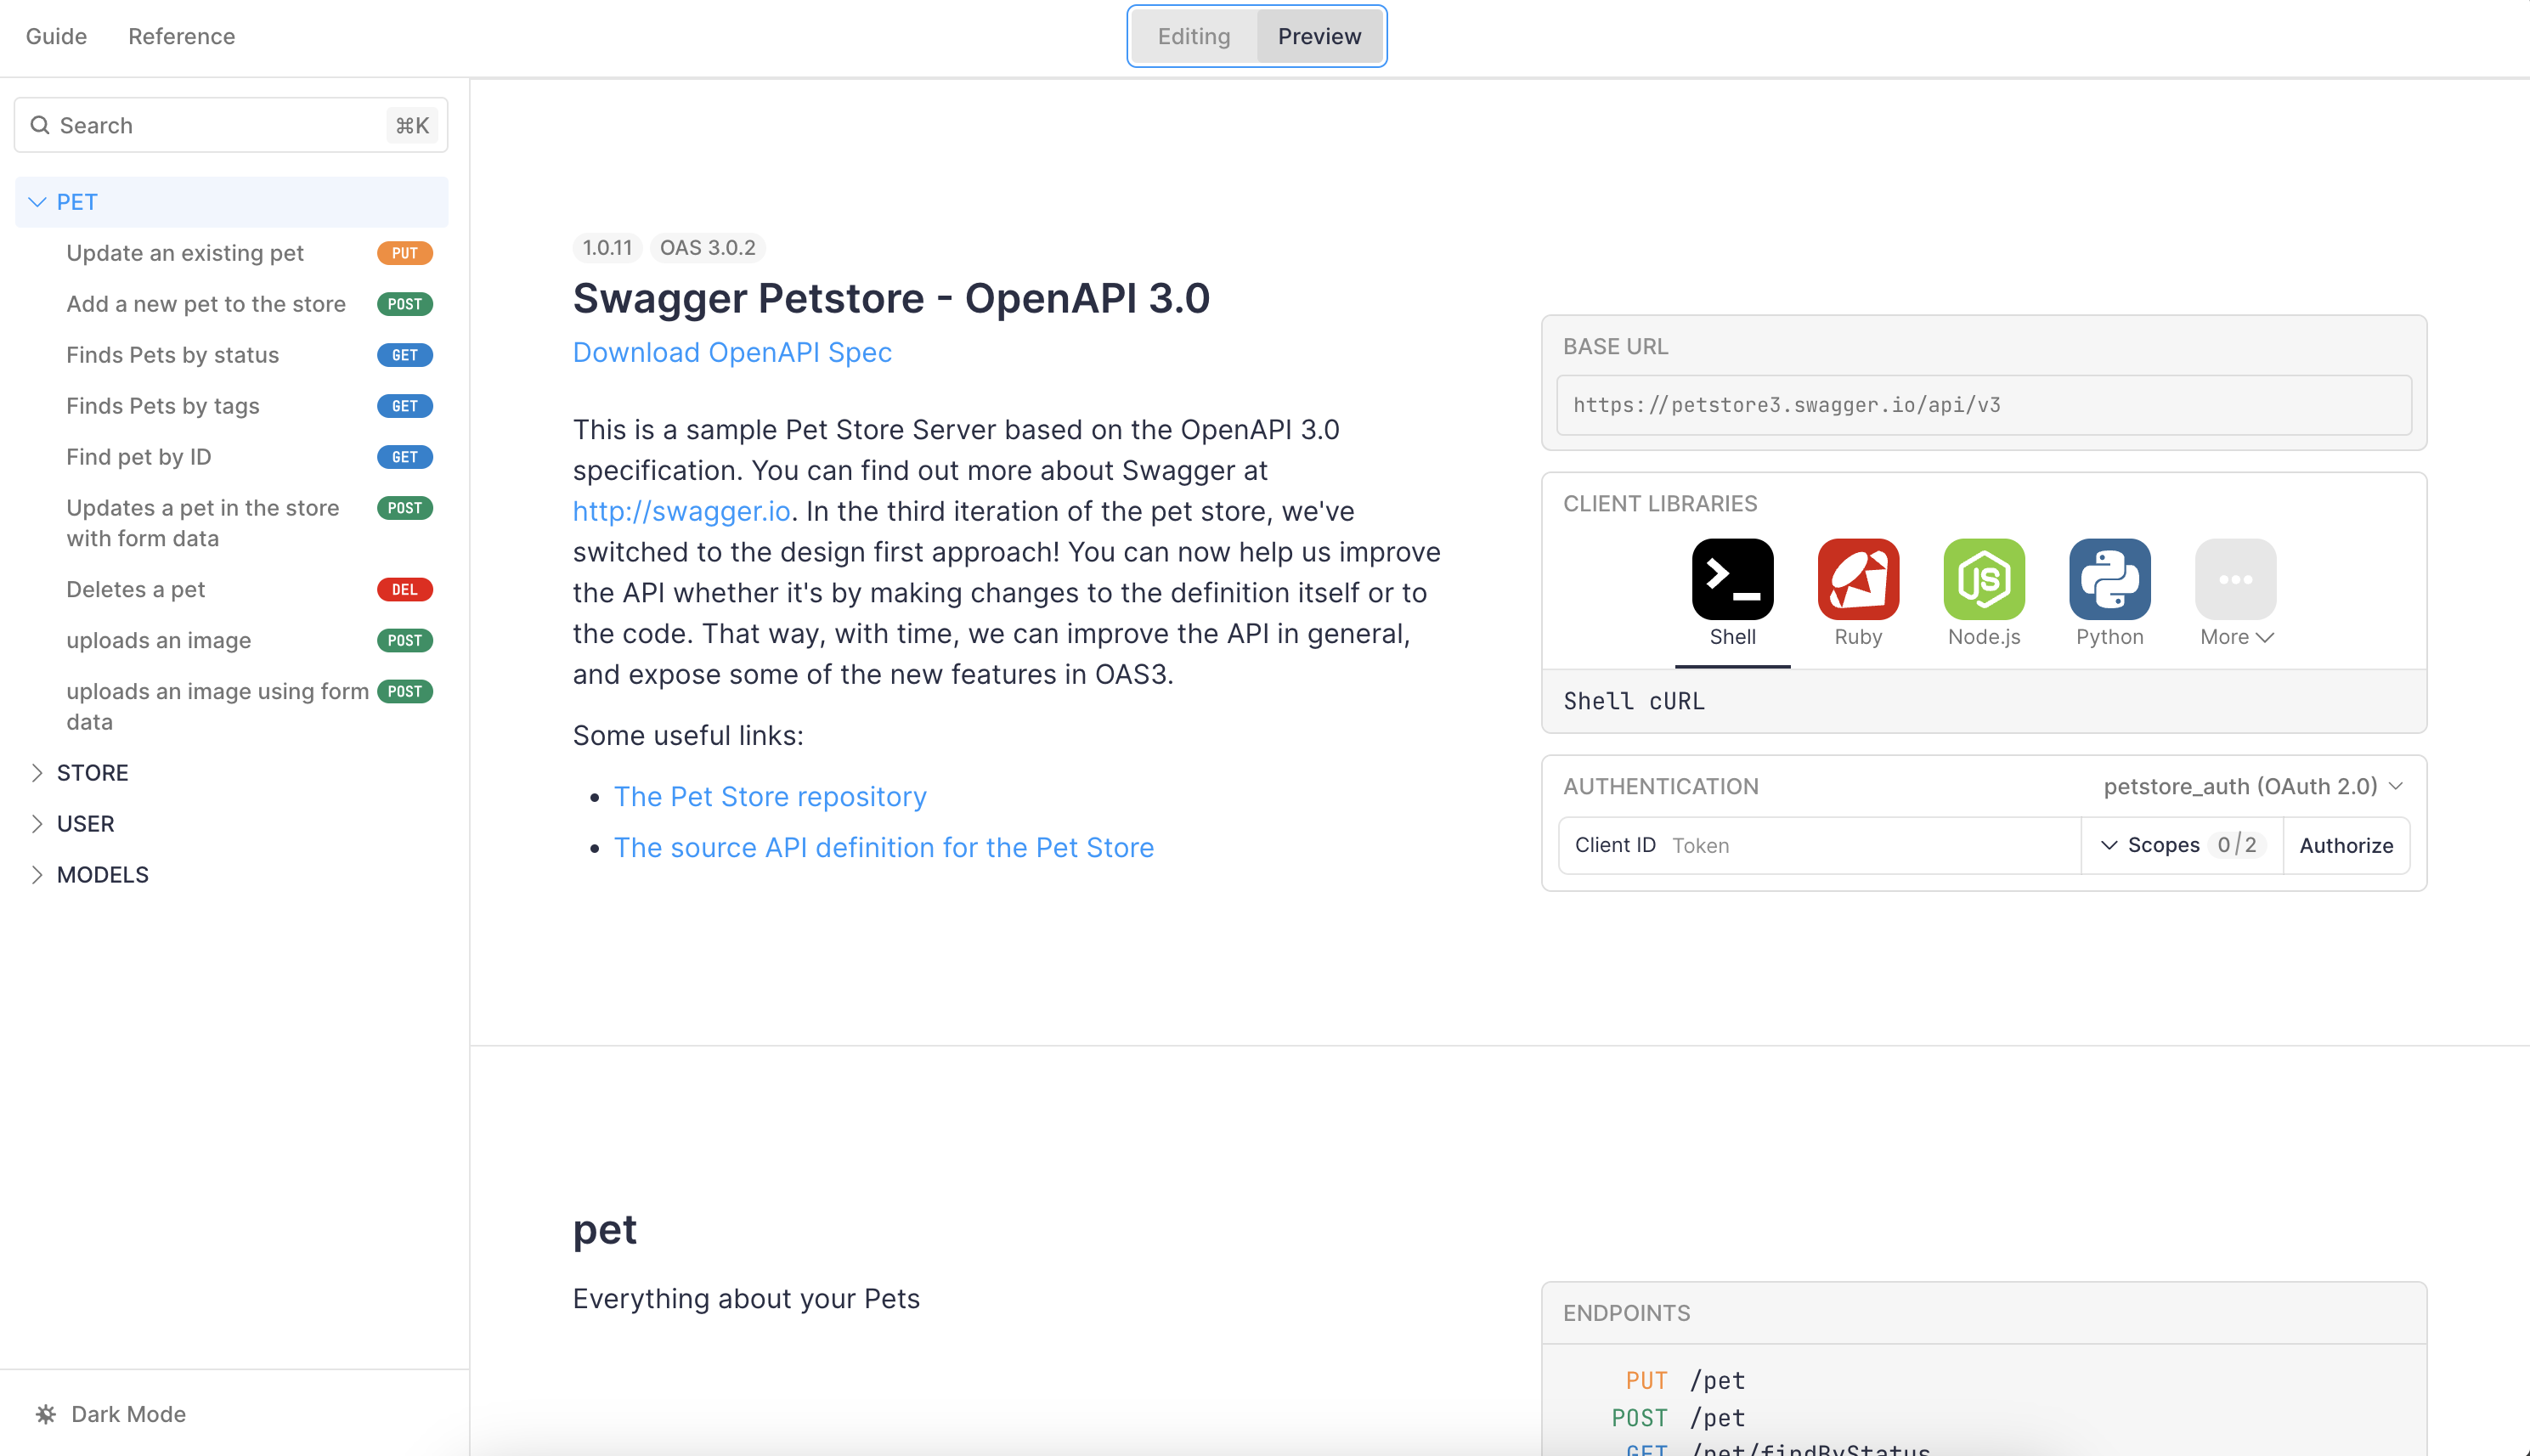 Guide Reference Editing Preview
Search ⌘K
PET
Update an existing pet PUT
Add a new pet to the store POST
Finds Pets by status GET
Finds Pets by tags GET
Find pet by ID GET
Updates a pet in the store POST
with form data
Deletes a pet DEL
uploads an image POST
uploads an image using form POST
data
STORE
USER
MODELS
Dark Mode
1.0.11 OAS 3.0.2
Swagger Petstore - OpenAPI 3.0
Download OpenAPI Spec
This is a sample Pet Store Server based on the OpenAPI 3.0
specification. You can find out more about Swagger at
http://swagger.io. In the third iteration of the pet store, we've
switched to the design first approach! You can now help us improve
the API whether it's by making changes to the definition itself or to
the code. That way, with time, we can improve the API in general,
and expose some of the new features in OAS3.
Some useful links:
• The Pet Store repository
• The source API definition for the Pet Store
BASE URL
https://petstore3.swagger.io/api/v3
CLIENT LIBRARIES
Shell Ruby Node.js Python More
Shell cURL
AUTHENTICATION petstore_auth (OAuth 2.0)
Client ID Token Scopes 0/2 Authorize
pet
Everything about your Pets
ENDPOINTS
PUT /pet
POST /pet
GET /pet/findByStatus